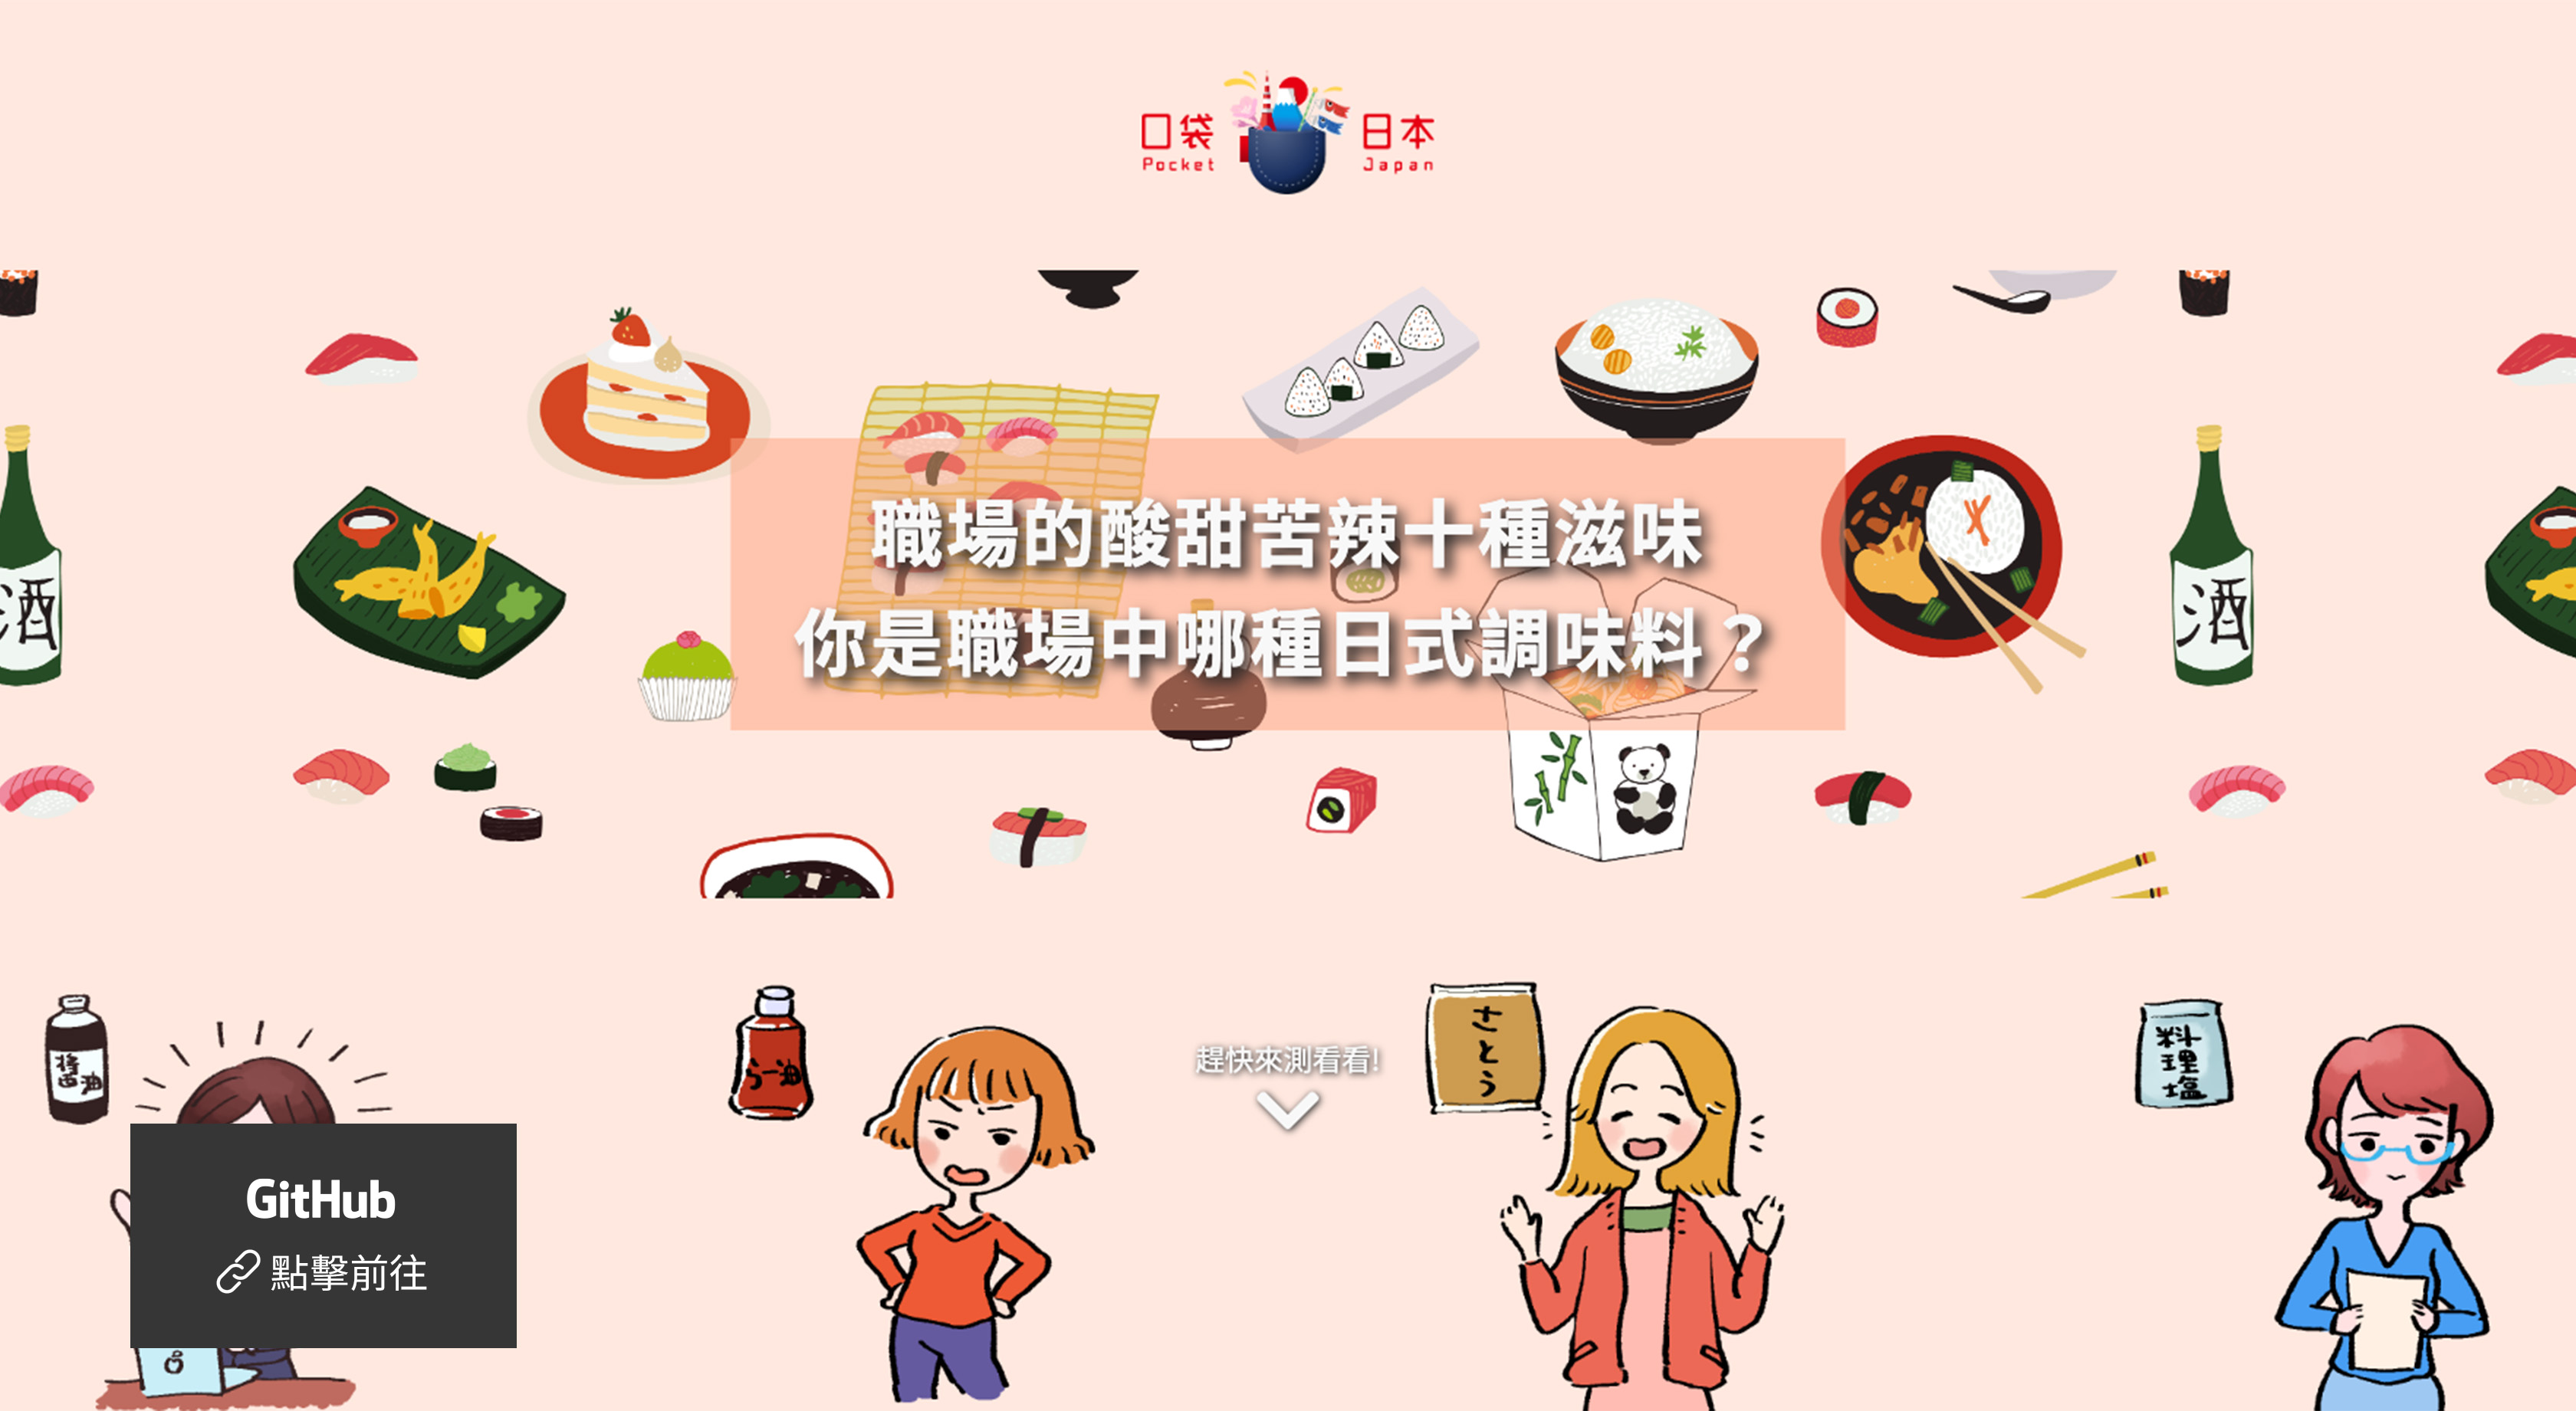 口袋 日本
Pocket Japan
職場的酸甜苦辣十種滋味
你是職場中哪種日式調味料？
酒
酒
醬油
らー油
趕快來測看看!
さとう
料理塩
GitHub
點擊前往